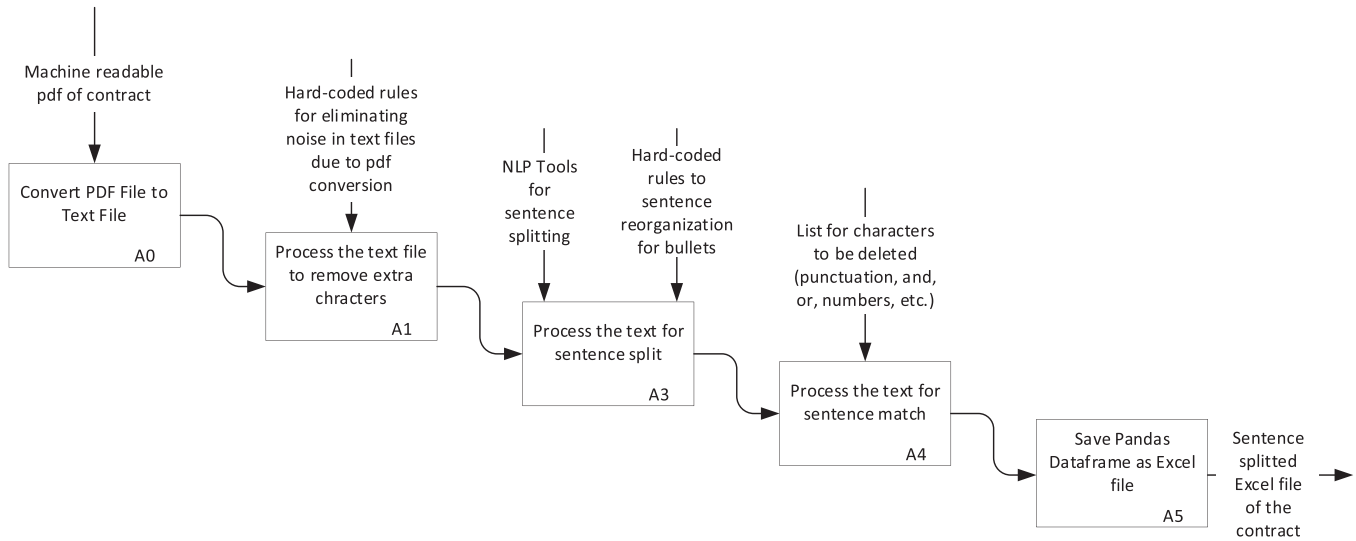 Machine readable
pdf of contract
Convert PDF File to
Text File
A0
Hard-coded rules
for eliminating
noise in text files
due to pdf
conversion
Process the text file
to remove extra
chracters
A1
NLP Tools
for
sentence
splitting
Hard-coded
rules to
sentence
reorganization
for bullets
Process the text for
sentence split
A3
List for characters
to be deleted
(punctuation, and,
or, numbers, etc.)
Process the text for
sentence match
A4
Save Pandas
Dataframe as Excel
file
A5
Sentence
splitted
Excel file
of the
contract